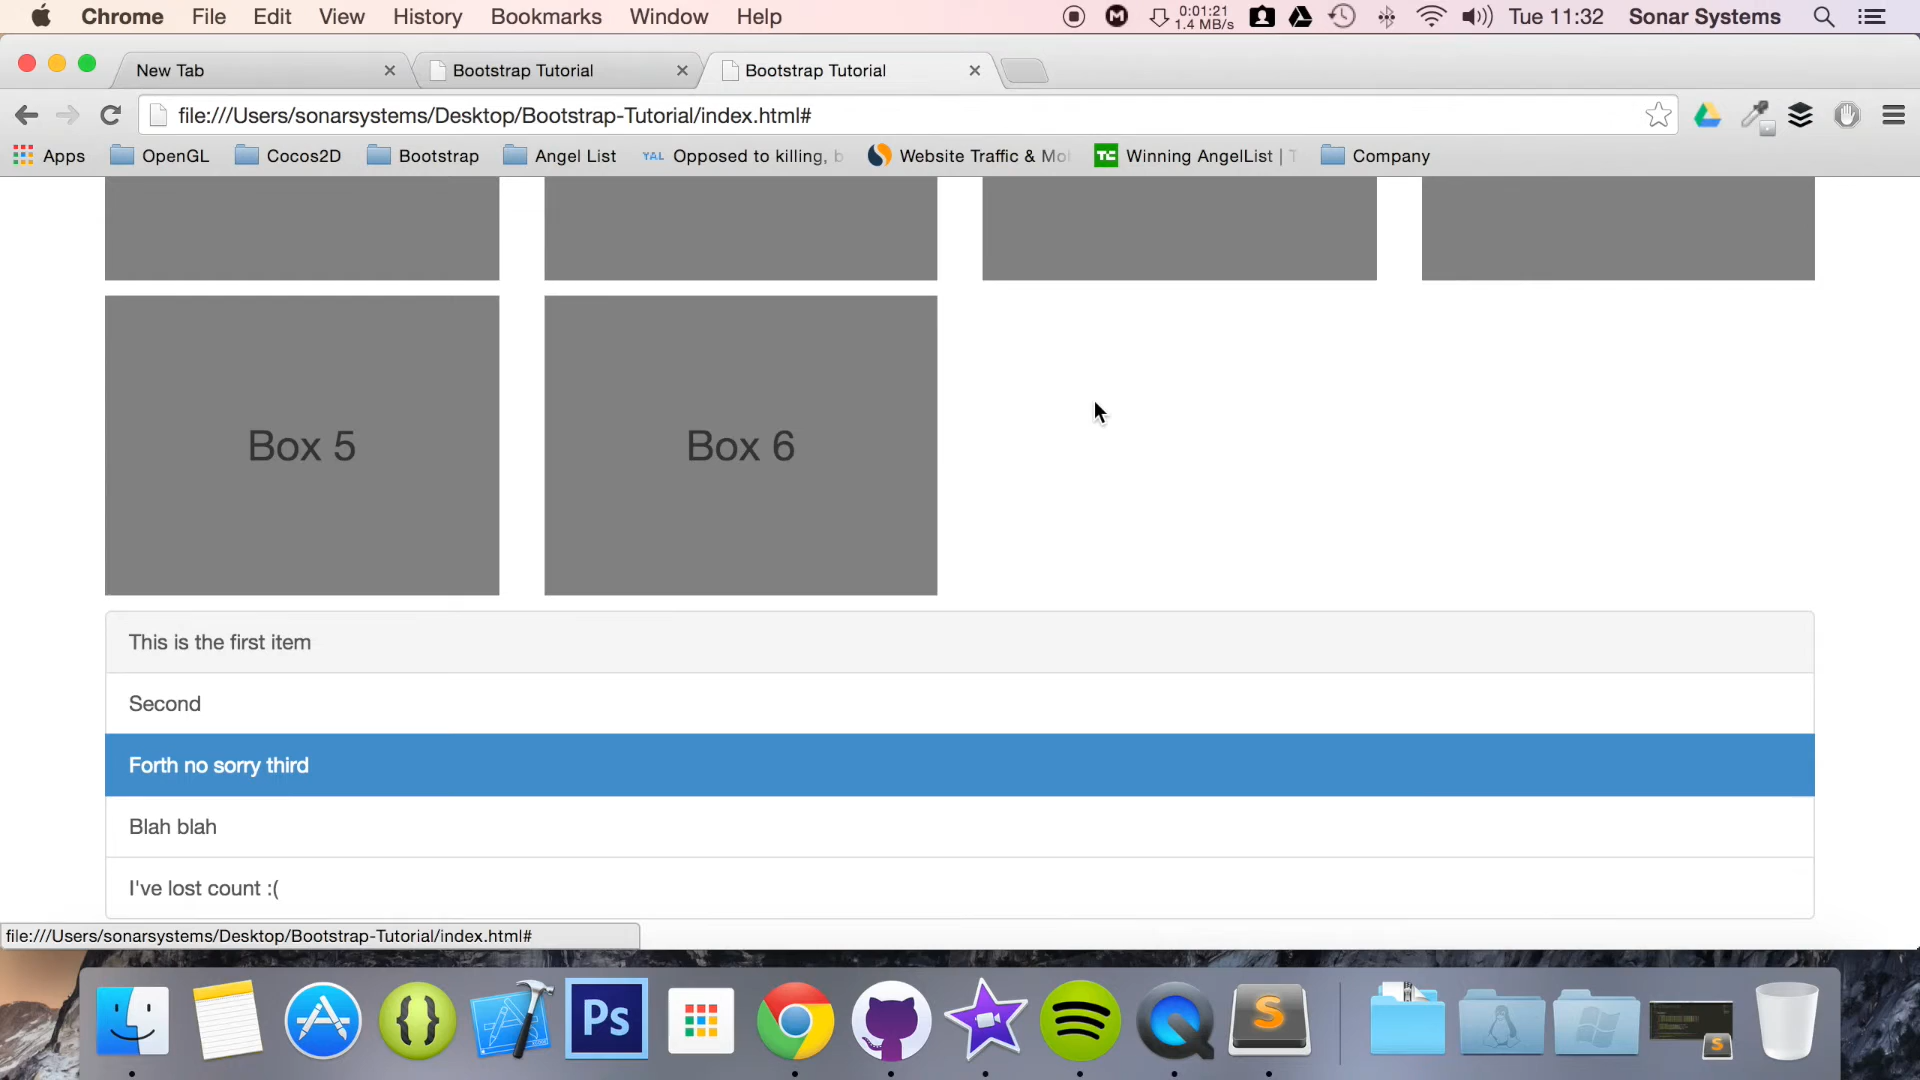 Chrome File Edit View History Bookmarks Window Help 0:01:21 1.4 MB/s Tue 11:32 Sonar Systems
New Tab Bootstrap Tutorial Bootstrap Tutorial
file:///Users/sonarsystems/Desktop/Bootstrap-Tutorial/index.html#
Apps OpenGL Cocos2D Bootstrap Angel List YAL Opposed to killing, b Website Traffic & Mo TC Winning AngelList | T Company
Box 5 Box 6
This is the first item
Second
Forth no sorry third
Blah blah
I've lost count :(
file:///Users/sonarsystems/Desktop/Bootstrap-Tutorial/index.html#
{} Ps S